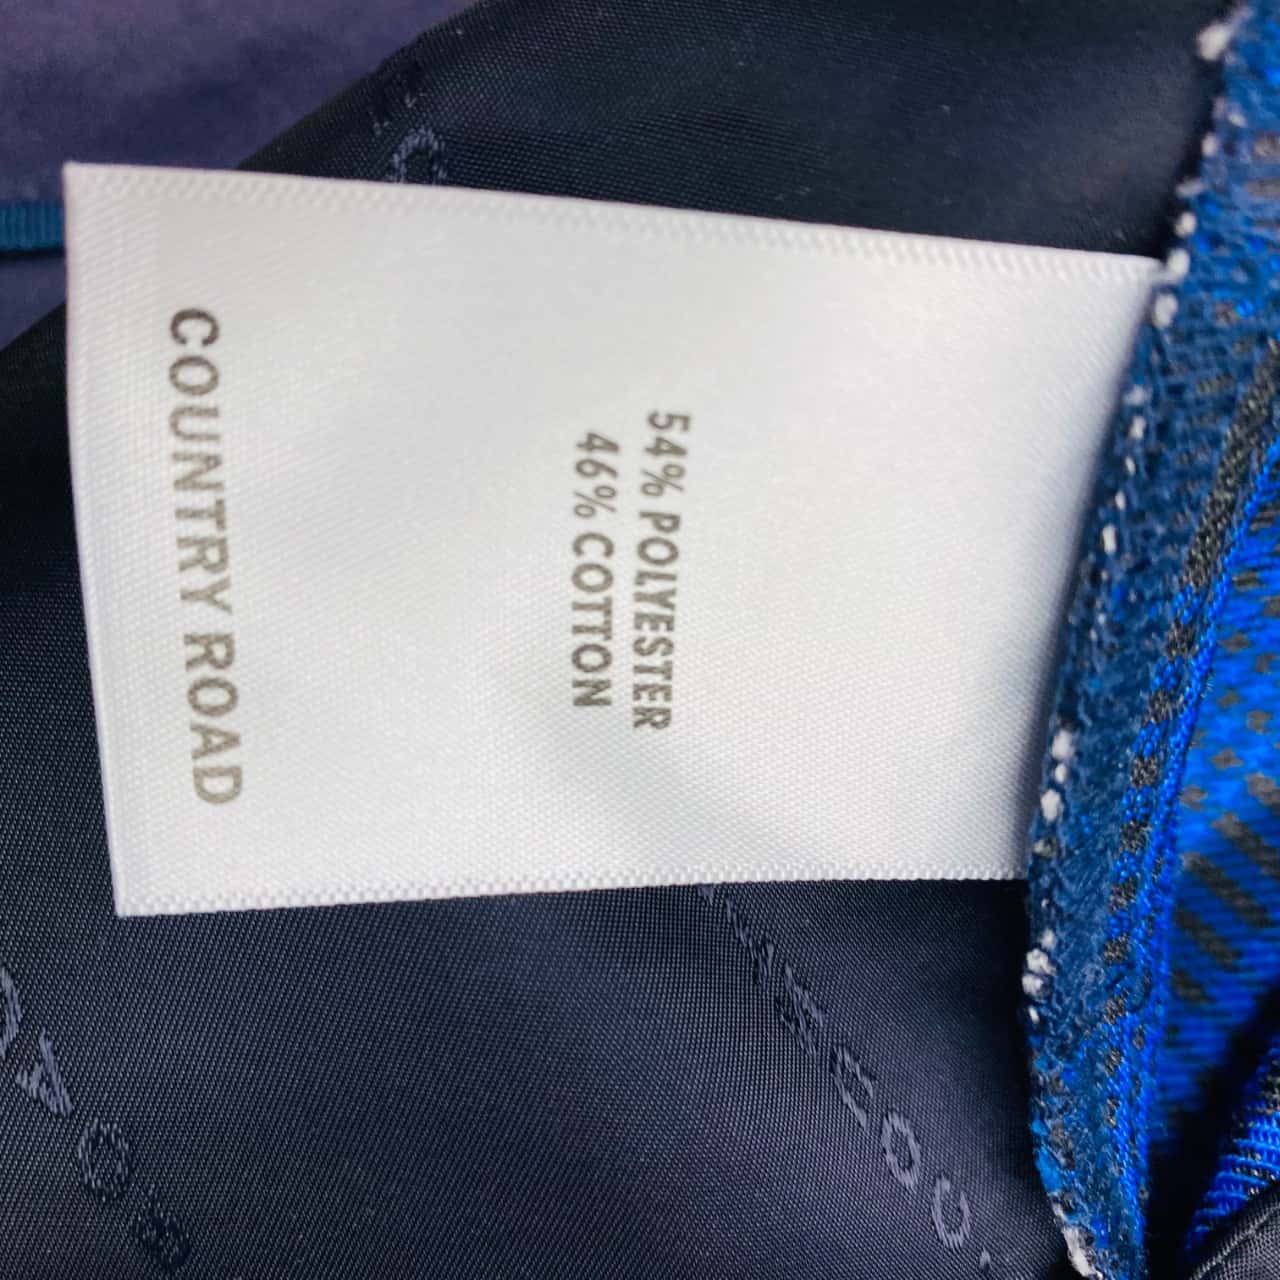 54% POLYESTER
46% COTTON
COUNTRY ROAD